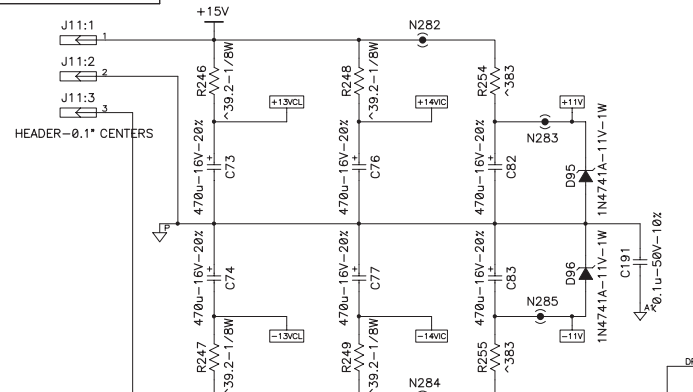 +15V
N282
J11:1
1
J11:2
2
J11:3
3
HEADER-0.1" CENTERS
R246
^39.2-1/8W
R248
^39.2-1/8W
R254
^383
+13VCL
+14VIC
+11V
N283
470u-16V-20%
C73
470u-16V-20%
C76
470u-16V-20%
C82
D95
1N4741A-11V-1W
P
470u-16V-20%
C74
470u-16V-20%
C77
470u-16V-20%
C83
D96
1N4741A-11V-1W
C191
^0.1u-50V-10%
A1
N285
-13VCL
-14VIC
-11V
R247
^39.2-1/8W
R249
^39.2-1/8W
R255
^383
N284